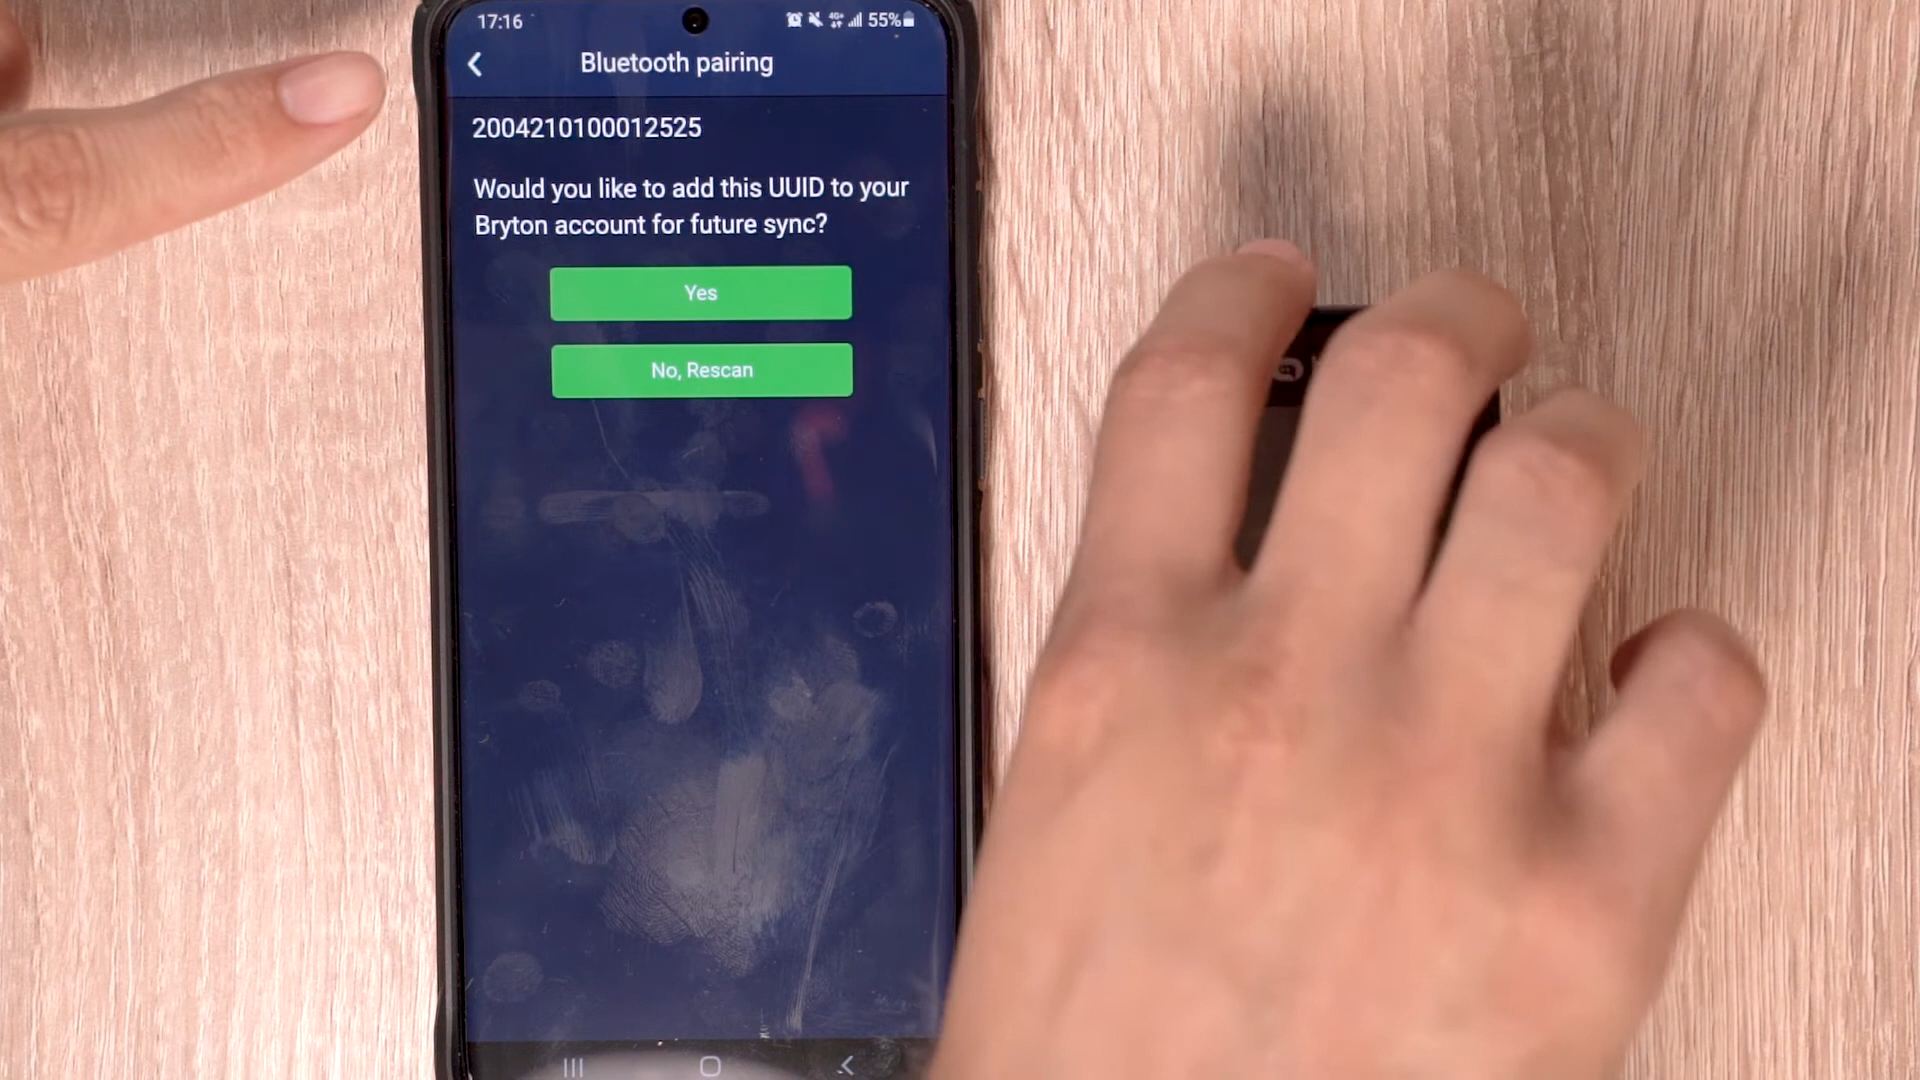 17:16
4G+
55%
Bluetooth pairing
2004210100012525
Would you like to add this UUID to your
Bryton account for future sync?
Yes
No, Rescan